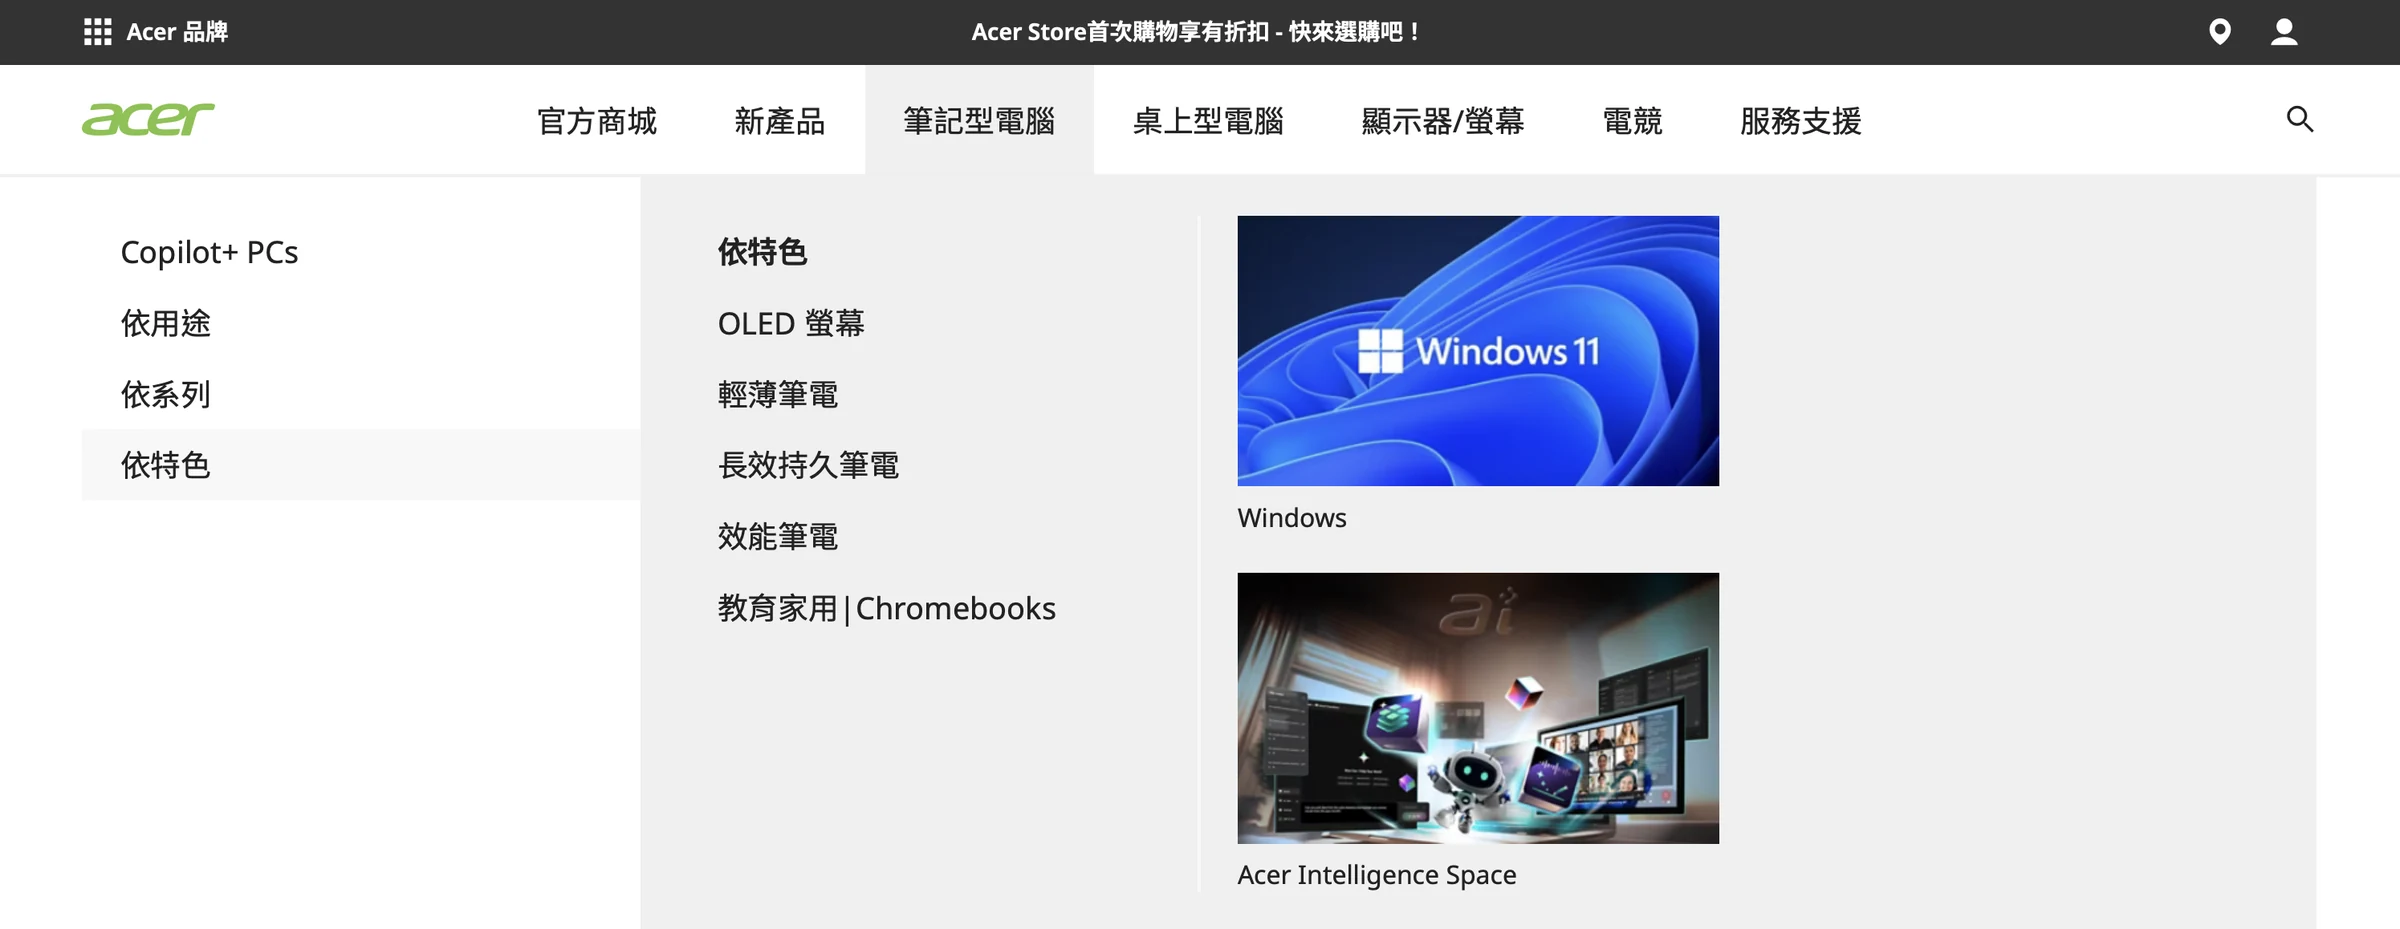 Acer 品牌
Acer Store首次購物享有折扣 - 快來選購吧！
acer
官方商城
新產品
筆記型電腦
桌上型電腦
顯示器/螢幕
電競
服務支援
Copilot+ PCs
依用途
依系列
依特色
依特色
OLED 螢幕
輕薄筆電
長效持久筆電
效能筆電
教育家用|Chromebooks
Windows 11
Windows
ai
Acer Intelligence Space